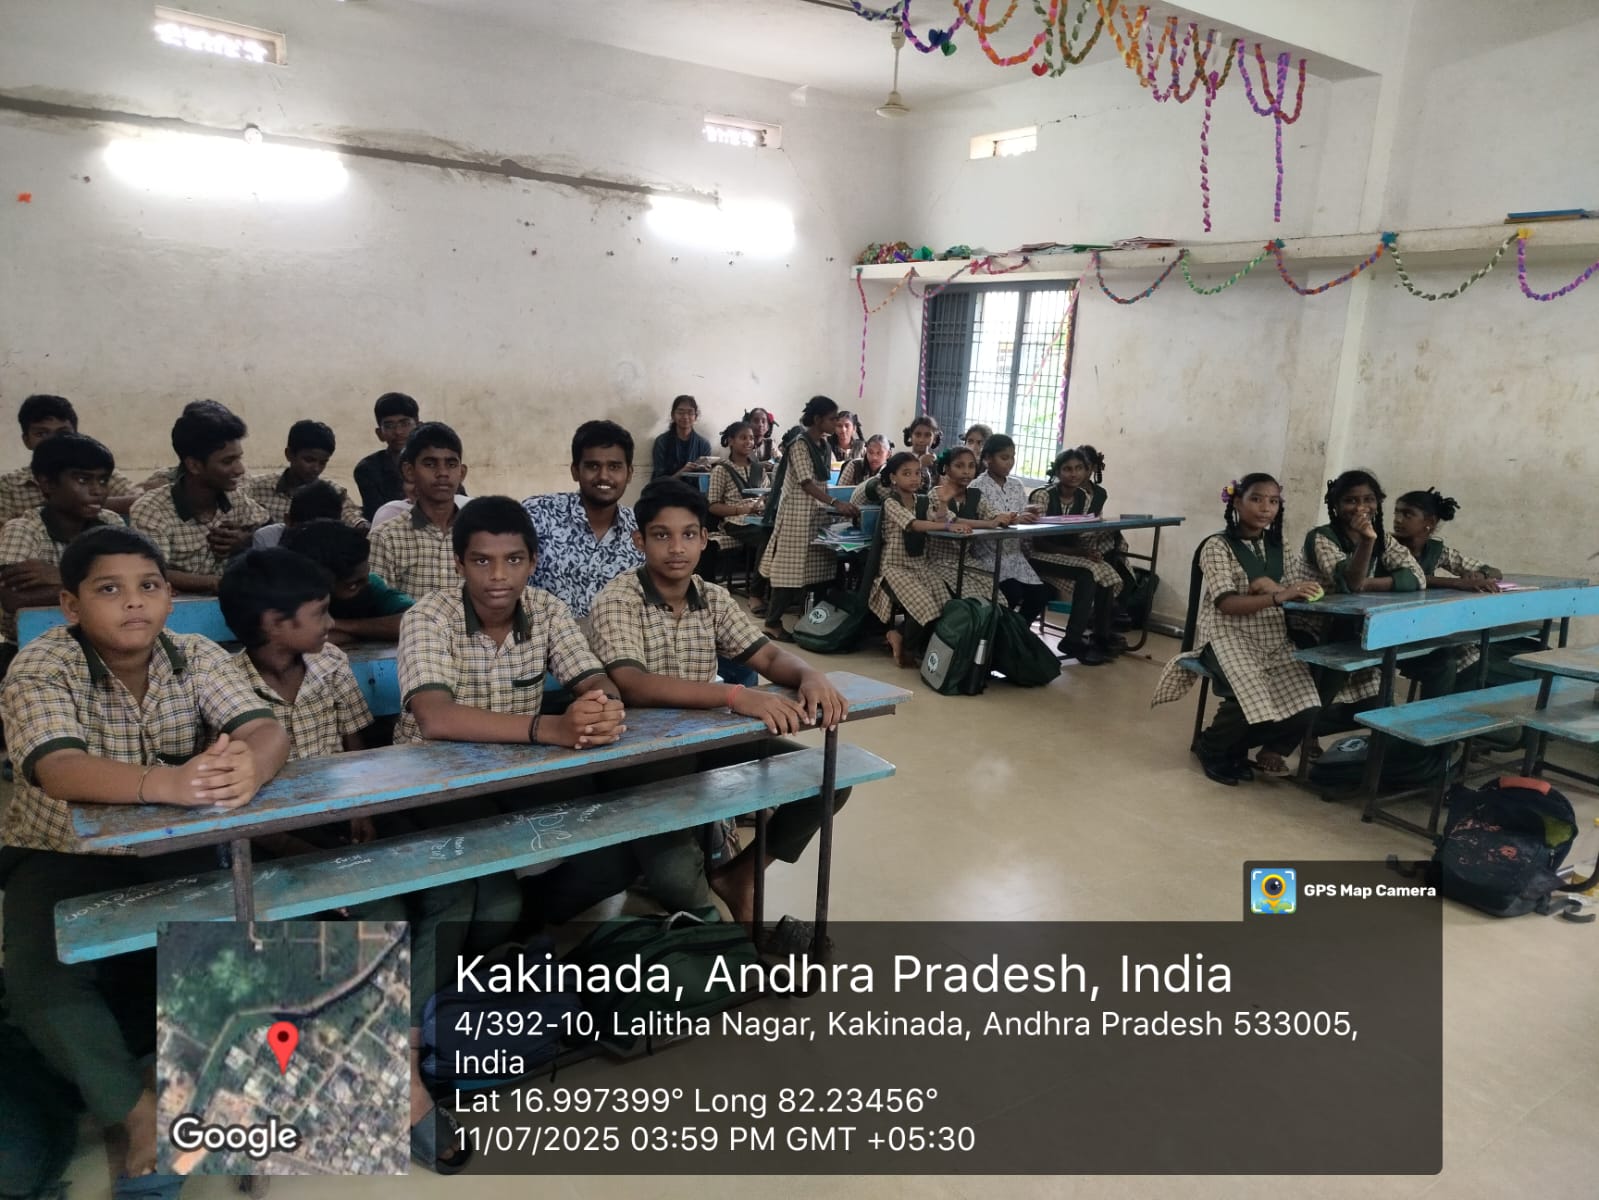 GPS Map Camera
Kakinada, Andhra Pradesh, India
4/392-10, Lalitha Nagar, Kakinada, Andhra Pradesh 533005,
India
Lat 16.997399° Long 82.23456°
11/07/2025 03:59 PM GMT +05:30
Google